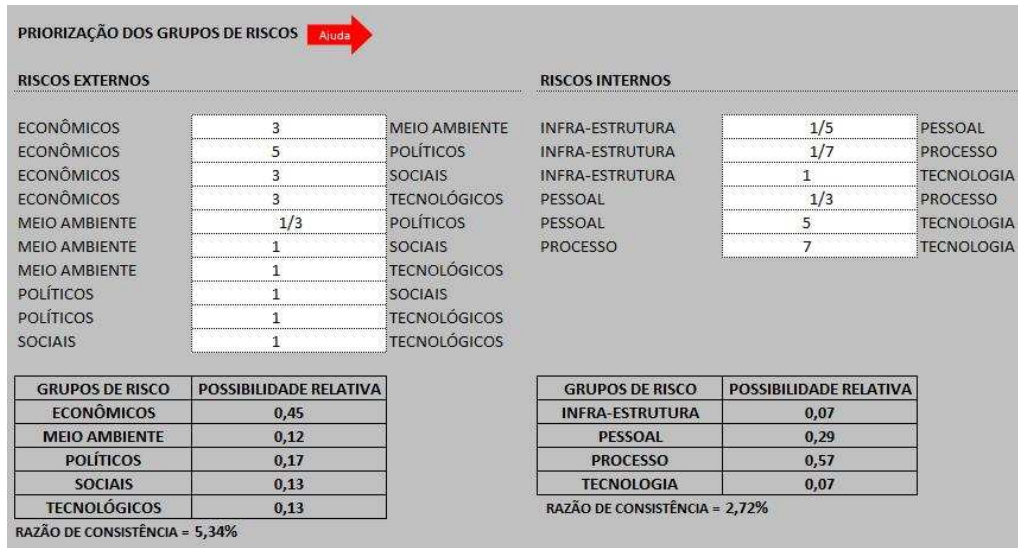 PRIORIZAÇÃO DOS GRUPOS DE RISCOS Ajuda
RISCOS EXTERNOS
ECONÔMICOS 3 MEIO AMBIENTE
ECONÔMICOS 5 POLÍTICOS
ECONÔMICOS 3 SOCIAIS
ECONÔMICOS 3 TECNOLÓGICOS
MEIO AMBIENTE 1/3 POLÍTICOS
MEIO AMBIENTE 1 SOCIAIS
MEIO AMBIENTE 1 TECNOLÓGICOS
POLÍTICOS 1 SOCIAIS
POLÍTICOS 1 TECNOLÓGICOS
SOCIAIS 1 TECNOLÓGICOS
GRUPOS DE RISCO POSSIBILIDADE RELATIVA
ECONÔMICOS 0,45
MEIO AMBIENTE 0,12
POLÍTICOS 0,17
SOCIAIS 0,13
TECNOLÓGICOS 0,13
RAZÃO DE CONSISTÊNCIA = 5,34%
RISCOS INTERNOS
INFRA-ESTRUTURA 1/5 PESSOAL
INFRA-ESTRUTURA 1/7 PROCESSO
INFRA-ESTRUTURA 1 TECNOLOGIA
PESSOAL 1/3 PROCESSO
PESSOAL 5 TECNOLOGIA
PROCESSO 7 TECNOLOGIA
GRUPOS DE RISCO POSSIBILIDADE RELATIVA
INFRA-ESTRUTURA 0,07
PESSOAL 0,29
PROCESSO 0,57
TECNOLOGIA 0,07
RAZÃO DE CONSISTÊNCIA = 2,72%